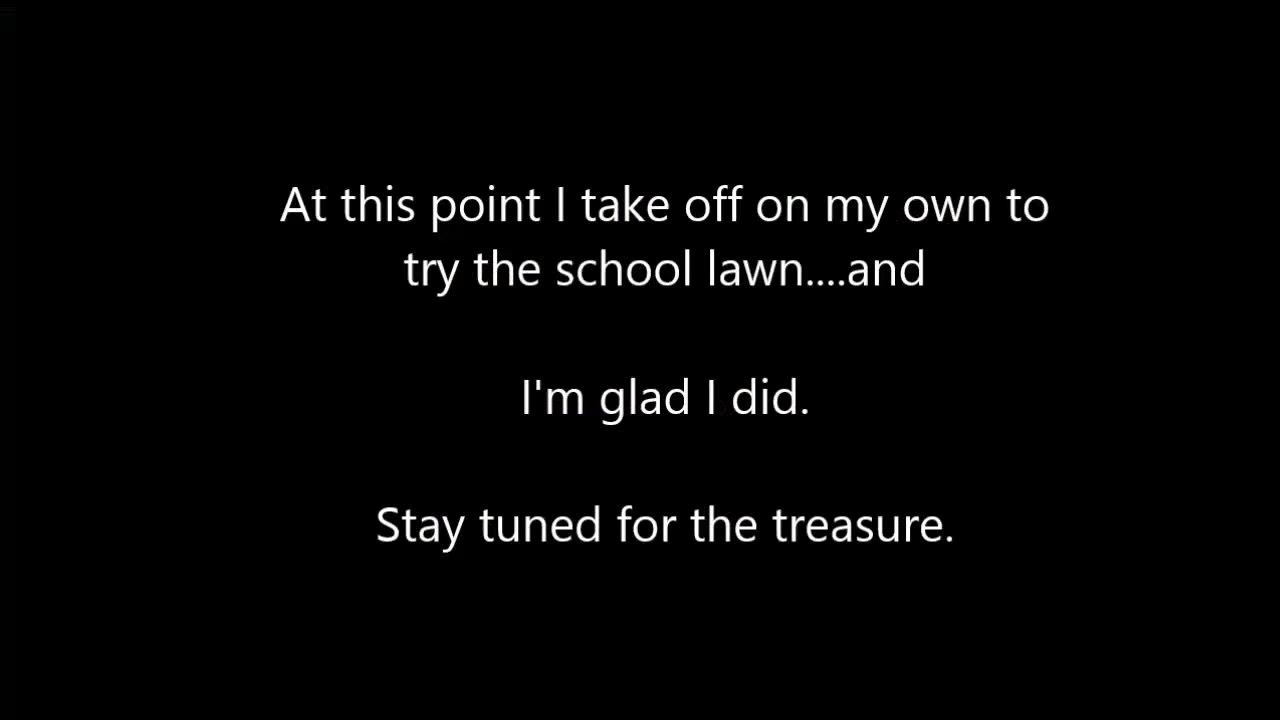 At this point I take off on my own to
try the school lawn....and
I'm glad I did.
Stay tuned for the treasure.